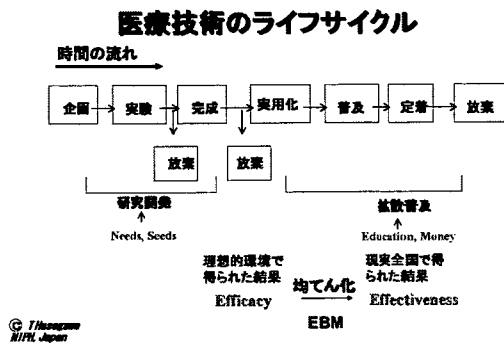 医療技術のライフサイクル
時間の流れ
企画 実験 完成 実用化 普及 定着 放棄
放棄 放棄
研究開発 拡散普及
Needs, Seeds Education, Money
理想的環境で 現実全国で得
得られた結果 均てん化 られた結果
Efficacy Effectiveness
EBM
© T Hasegawa
NIPH, Japan